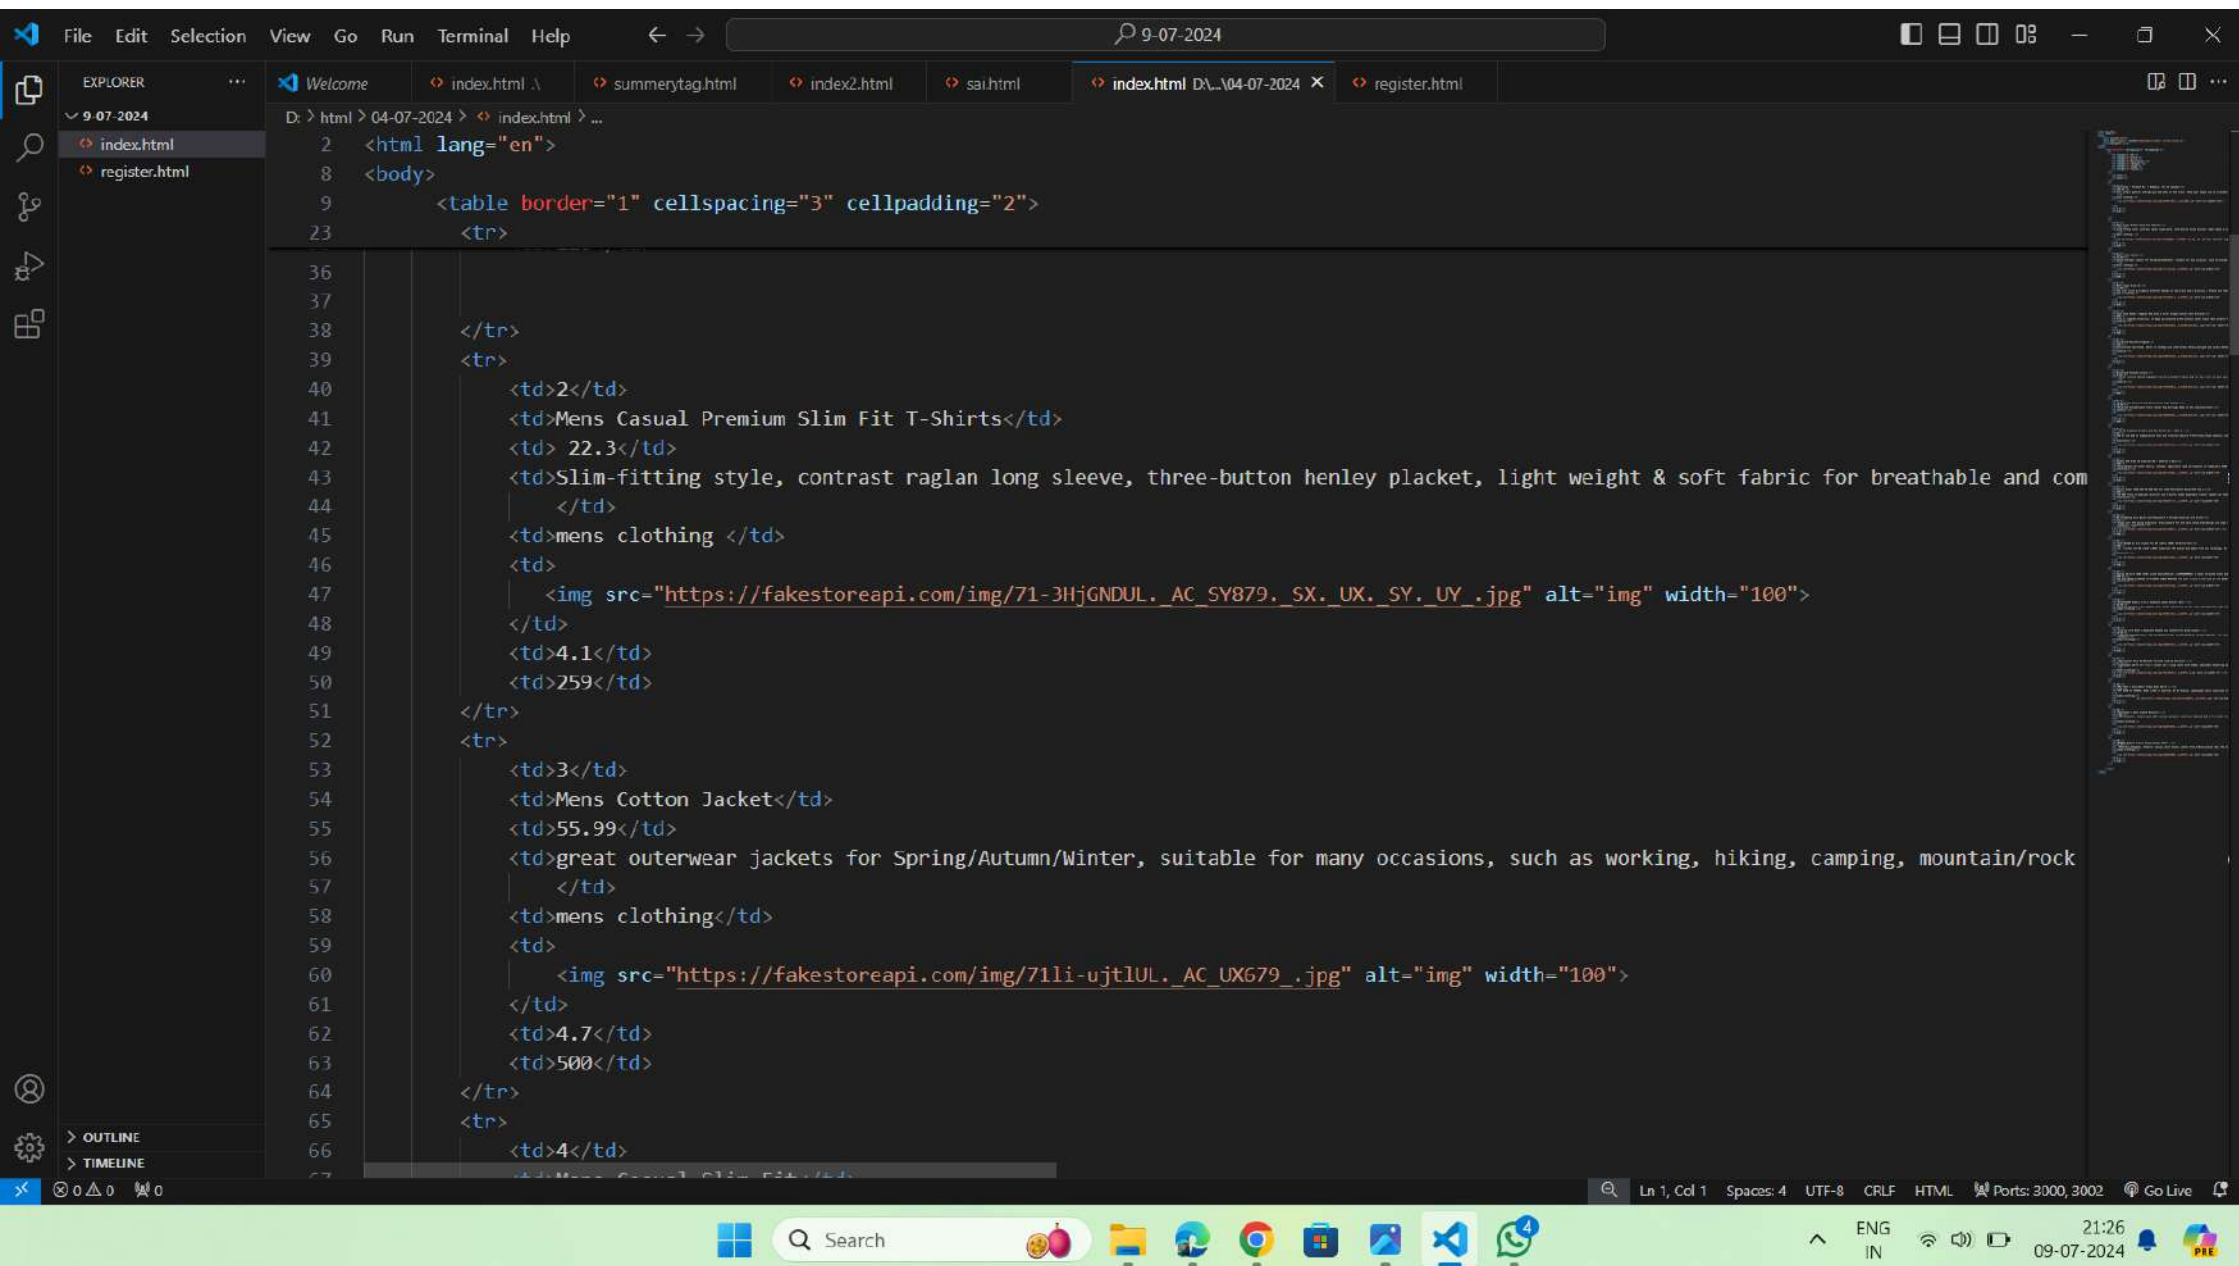 File Edit Selection View Go Run Terminal Help 9-07-2024
EXPLORER
Welcome index.html .\ summerytag.html index2.html sai.html index.html D:\...\04-07-2024 register.html
9-07-2024
index.html
register.html
D: > html > 04-07-2024 > index.html > ...
2 <html lang="en">
8 <body>
9 <table border="1" cellspacing="3" cellpadding="2">
23 <tr>
36
37
38 </tr>
39 <tr>
40 <td>2</td>
41 <td>Mens Casual Premium Slim Fit T-Shirts</td>
42 <td> 22.3</td>
43 <td>Slim-fitting style, contrast raglan long sleeve, three-button henley placket, light weight & soft fabric for breathable and com
44 </td>
45 <td>mens clothing </td>
46 <td>
47 <img src="https://fakestoreapi.com/img/71-3HjGNDUL._AC_SY879._SX._UX._SY._UY_.jpg" alt="img" width="100">
48 </td>
49 <td>4.1</td>
50 <td>259</td>
51 </tr>
52 <tr>
53 <td>3</td>
54 <td>Mens Cotton Jacket</td>
55 <td>55.99</td>
56 <td>great outerwear jackets for Spring/Autumn/Winter, suitable for many occasions, such as working, hiking, camping, mountain/rock
57 </td>
58 <td>mens clothing</td>
59 <td>
60 <img src="https://fakestoreapi.com/img/71li-ujtlUL._AC_UX679_.jpg" alt="img" width="100">
61 </td>
62 <td>4.7</td>
63 <td>500</td>
64 </tr>
65 <tr>
66 <td>4</td>
67 <td>Mens Casual Slim Fit</td>
OUTLINE
TIMELINE
0 0 0 Ln 1, Col 1 Spaces: 4 UTF-8 CRLF HTML Ports: 3000, 3002 Go Live
Search 4 ENG IN 21:26 09-07-2024 PRE